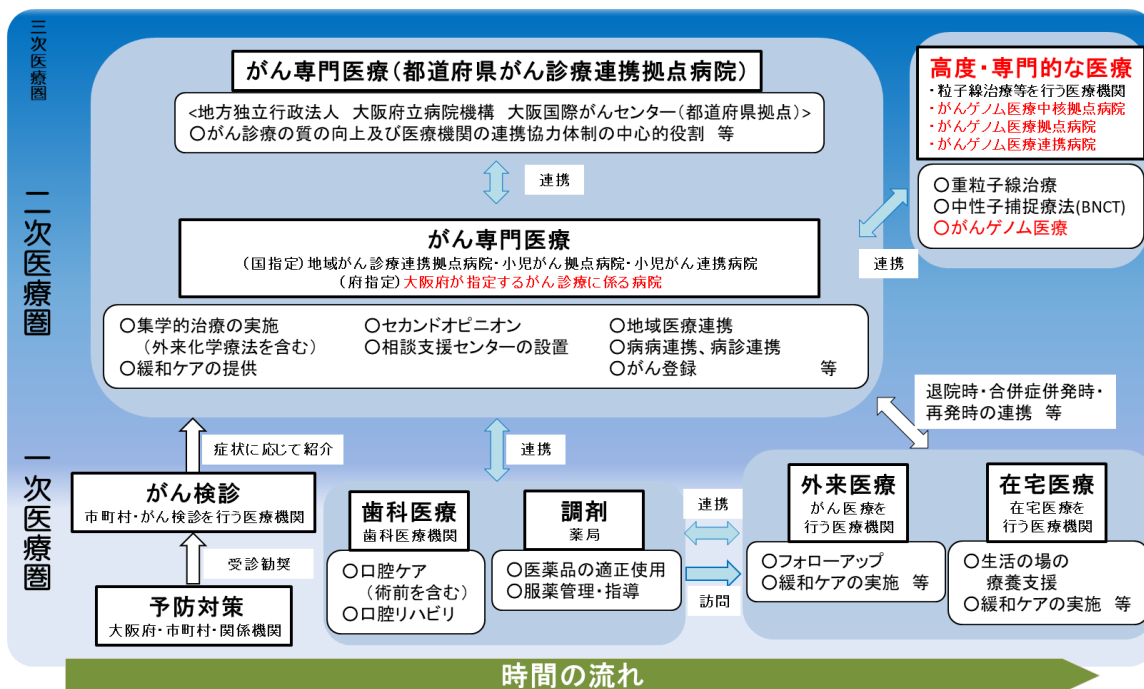 三次医療圏
がん専門医療(都道府県がん診療連携拠点病院)
<地方独立行政法人 大阪府立病院機構 大阪国際がんセンター(都道府県拠点)>
○がん診療の質の向上及び医療機関の連携協力体制の中心的役割 等
高度・専門的な医療
・粒子線治療等を行う医療機関
・がんゲノム医療中核拠点病院
・がんゲノム医療拠点病院
・がんゲノム医療連携病院
○重粒子線治療
○中性子捕捉療法(BNCT)
○がんゲノム医療
連携
連携
二次医療圏
がん専門医療
(国指定)地域がん診療連携拠点病院・小児がん拠点病院・小児がん連携病院
(府指定)大阪府が指定するがん診療に係る病院
○集学的治療の実施
(外来化学療法を含む)
○緩和ケアの提供
○セカンドオピニオン
○相談支援センターの設置
○地域医療連携
○病病連携、病診連携
○がん登録 等
退院時・合併症併発時・
再発時の連携 等
症状に応じて紹介
連携
一次医療圏
がん検診
市町村・がん検診を行う医療機関
受診勧奨
予防対策
大阪府・市町村・関係機関
歯科医療
歯科医療機関
○口腔ケア
(術前を含む)
○口腔リハビリ
調剤
薬局
○医薬品の適正使用
○服薬管理・指導
連携
訪問
外来医療
がん医療を
行う医療機関
○フォローアップ
○緩和ケアの実施 等
在宅医療
在宅医療を
行う医療機関
○生活の場の
療養支援
○緩和ケアの実施 等
時間の流れ